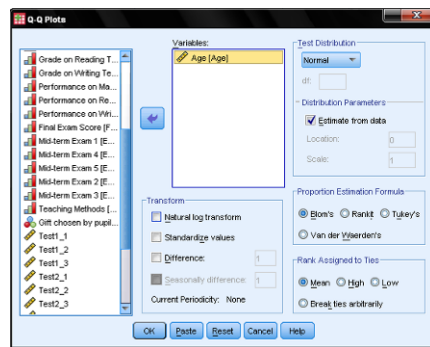 Q-Q Plots
Grade on Reading T...
Grade on Writing Te...
Performance on Ma...
Performance on Re...
Performance on Wri...
Final Exam Score [F...
Mid-term Exam 1 [E...
Mid-term Exam 4 [E...
Mid-term Exam 5 [E...
Mid-term Exam 2 [E...
Mid-term Exam 3 [E...
Teaching Methods [...
Gift chosen by pupil...
Test1_1
Test1_2
Test1_3
Test2_1
Test2_2
Test2_3
Variables:
Age [Age]
Transform
Natural log transform
Standardize values
Difference: 1
Seasonally difference: 1
Current Periodicity: None
Test Distribution
Normal
df:
Distribution Parameters
Estimate from data
Location: 0
Scale: 1
Proportion Estimation Formula
Blom's Rankit Tukey's
Van der Waerden's
Rank Assigned to Ties
Mean High Low
Break ties arbitrarily
OK Paste Reset Cancel Help